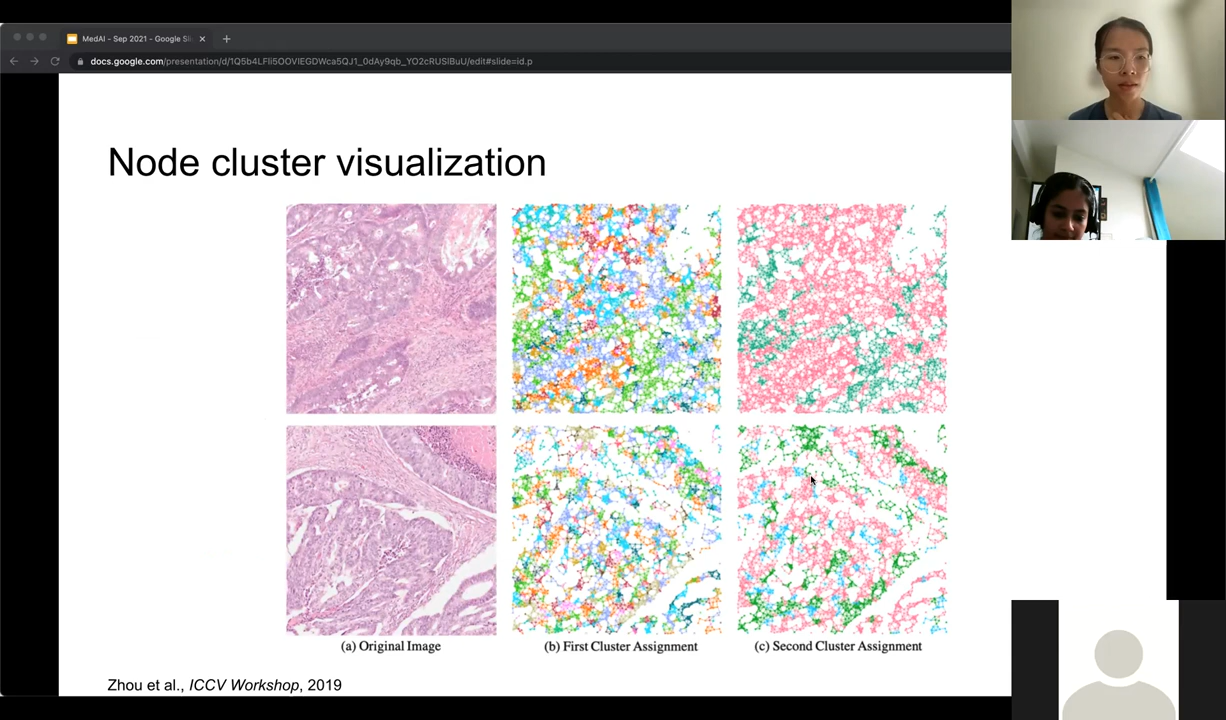 MedAI - Sep 2021 - Google Sli
docs.google.com/presentation/d/1Q5b4LFli5OOVIEGDWca5QJ1_0dAy9qb_YO2cRUSlBuU/edit#slide=id.p
Node cluster visualization
(a) Original Image
(b) First Cluster Assignment
(c) Second Cluster Assignment
Zhou et al., ICCV Workshop, 2019